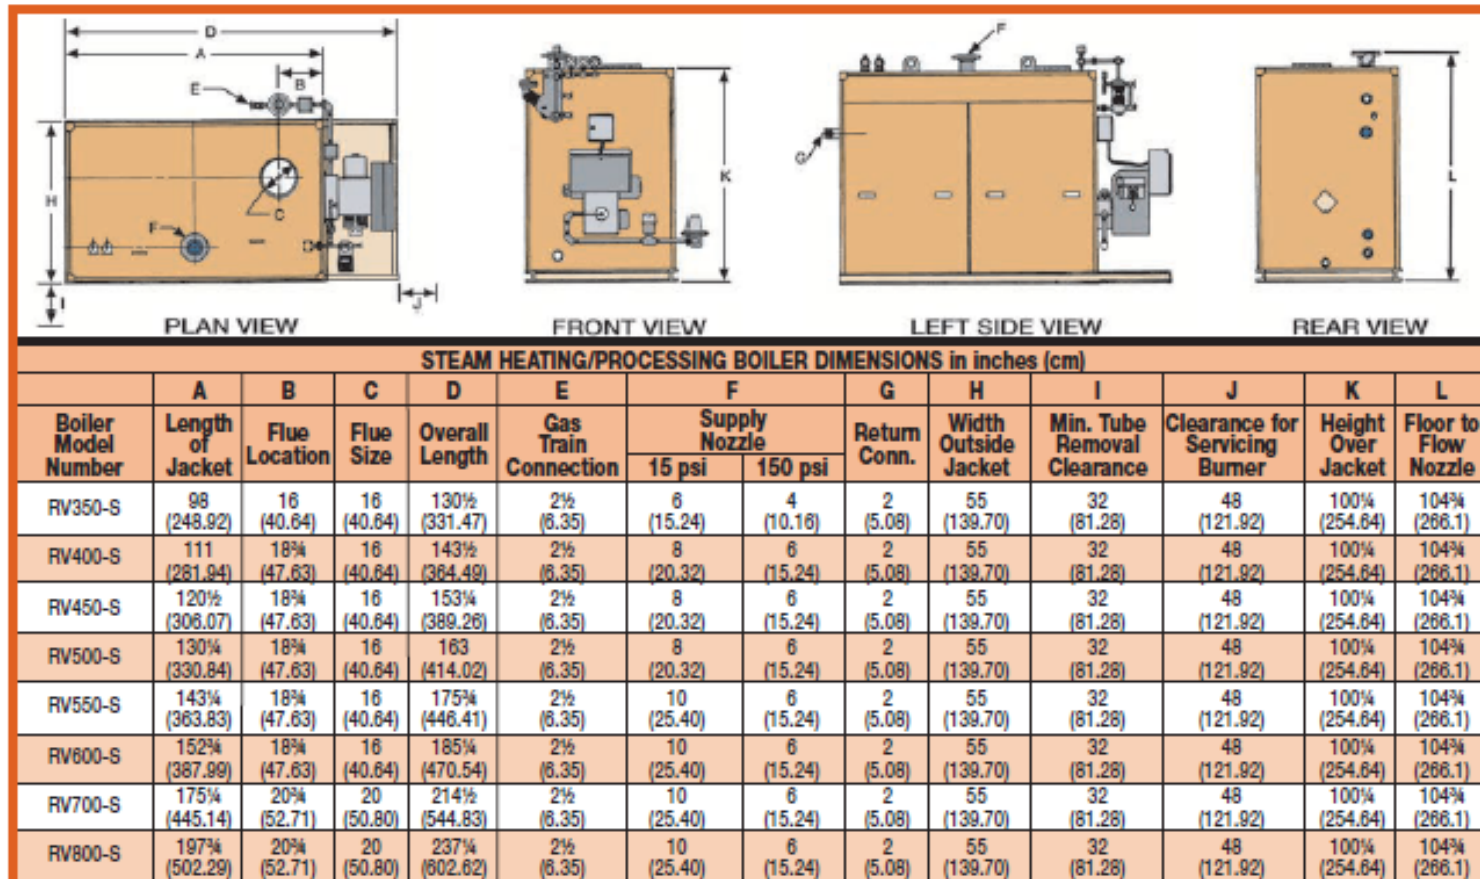 D
A
B
E
H
C
F
I
J
PLAN VIEW
K
FRONT VIEW
F
G
LEFT SIDE VIEW
L
REAR VIEW
STEAM HEATING/PROCESSING BOILER DIMENSIONS in inches (cm)
A B C D E F G H I J K L
Boiler Model Number
Length of Jacket
Flue Location
Flue Size
Overall Length
Gas Train Connection
Supply Nozzle
15 psi 150 psi
Return Conn.
Width Outside Jacket
Min. Tube Removal Clearance
Clearance for Servicing Burner
Height Over Jacket
Floor to Flow Nozzle
RV350-S 98 16 16 130½ 2½ 6 4 2 55 32 48 100¼ 104¾
(248.92) (40.64) (40.64) (331.47) (6.35) (15.24) (10.16) (5.08) (139.70) (81.28) (121.92) (254.64) (266.1)
RV400-S 111 18¾ 16 143½ 2½ 8 6 2 55 32 48 100¼ 104¾
(281.94) (47.63) (40.64) (364.49) (6.35) (20.32) (15.24) (5.08) (139.70) (81.28) (121.92) (254.64) (266.1)
RV450-S 120½ 18¾ 16 153¼ 2½ 8 6 2 55 32 48 100¼ 104¾
(306.07) (47.63) (40.64) (389.26) (6.35) (20.32) (15.24) (5.08) (139.70) (81.28) (121.92) (254.64) (266.1)
RV500-S 130¼ 18¾ 16 163 2½ 8 6 2 55 32 48 100¼ 104¾
(330.84) (47.63) (40.64) (414.02) (6.35) (20.32) (15.24) (5.08) (139.70) (81.28) (121.92) (254.64) (266.1)
RV550-S 143¼ 18¾ 16 175¾ 2½ 10 6 2 55 32 48 100¼ 104¾
(363.83) (47.63) (40.64) (446.41) (6.35) (25.40) (15.24) (5.08) (139.70) (81.28) (121.92) (254.64) (266.1)
RV600-S 152¾ 18¾ 16 185¼ 2½ 10 6 2 55 32 48 100¼ 104¾
(387.99) (47.63) (40.64) (470.54) (6.35) (25.40) (15.24) (5.08) (139.70) (81.28) (121.92) (254.64) (266.1)
RV700-S 175¼ 20¾ 20 214½ 2½ 10 6 2 55 32 48 100¼ 104¾
(445.14) (52.71) (50.80) (544.83) (6.35) (25.40) (15.24) (5.08) (139.70) (81.28) (121.92) (254.64) (266.1)
RV800-S 197¾ 20¾ 20 237¼ 2½ 10 6 2 55 32 48 100¼ 104¾
(502.29) (52.71) (50.80) (602.62) (6.35) (25.40) (15.24) (5.08) (139.70) (81.28) (121.92) (254.64) (266.1)